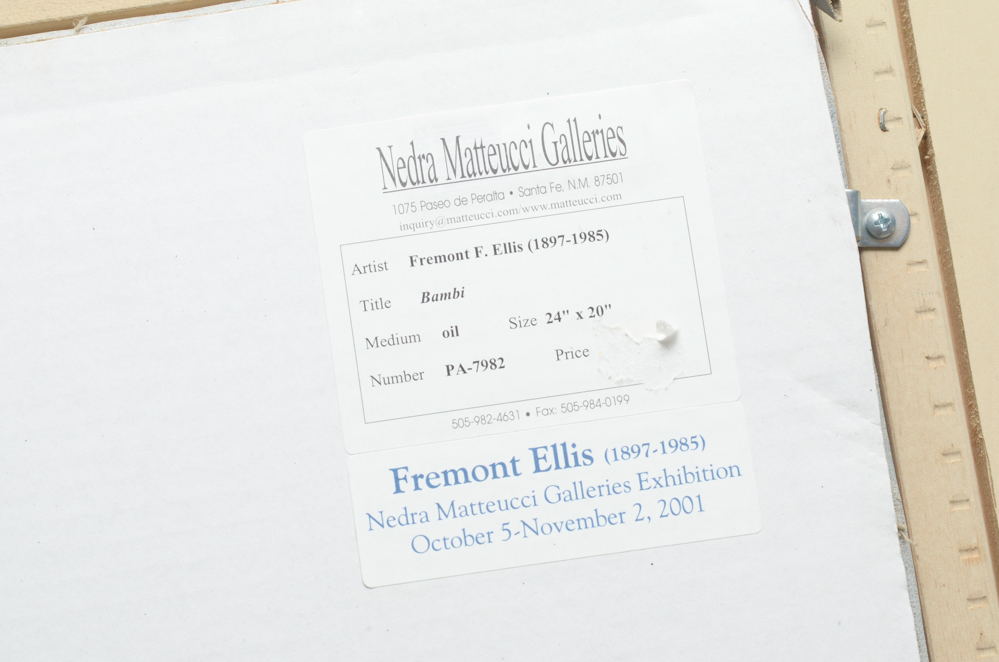 Nedra Matteucci Galleries
1075 Paseo de Peralta • Santa Fe, N.M. 87501
inquiry@matteucci.com/www.matteucci.com
Artist Fremont F. Ellis (1897-1985)
Title Bambi
Medium oil Size 24" x 20"
Number PA-7982 Price
505-982-4631 • Fax: 505-984-0199
Fremont Ellis (1897-1985)
Nedra Matteucci Galleries Exhibition
October 5-November 2, 2001